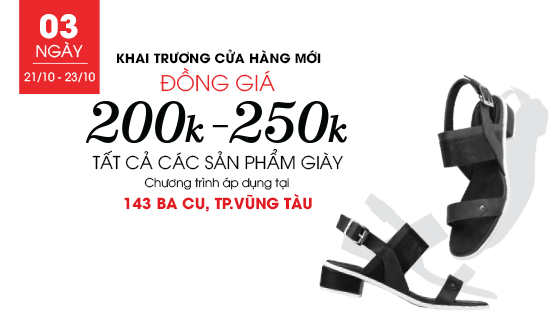 03
NGÀY
21/10 - 23/10
KHAI TRƯƠNG CỬA HÀNG MỚI
ĐỒNG GIÁ
200k - 250k
TẤT CẢ CÁC SẢN PHẨM GIÀY
Chương trình áp dụng tại
143 BA CU, TP.VŨNG TÀU